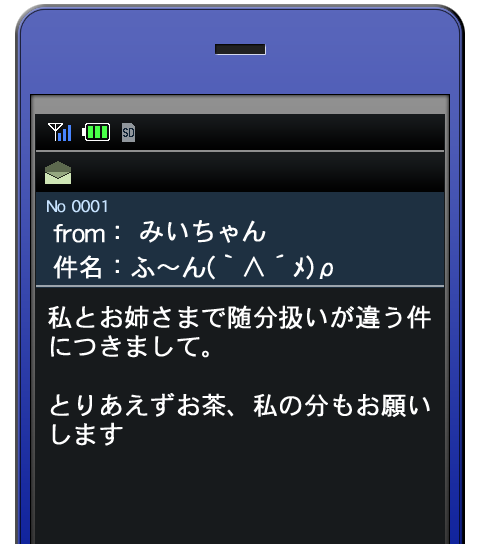 SD
No 0001
from： みいちゃん
件名：ふ～ん(｀∧´メ)ρ
私とお姉さまで随分扱いが違う件
につきまして。
とりあえずお茶、私の分もお願い
します